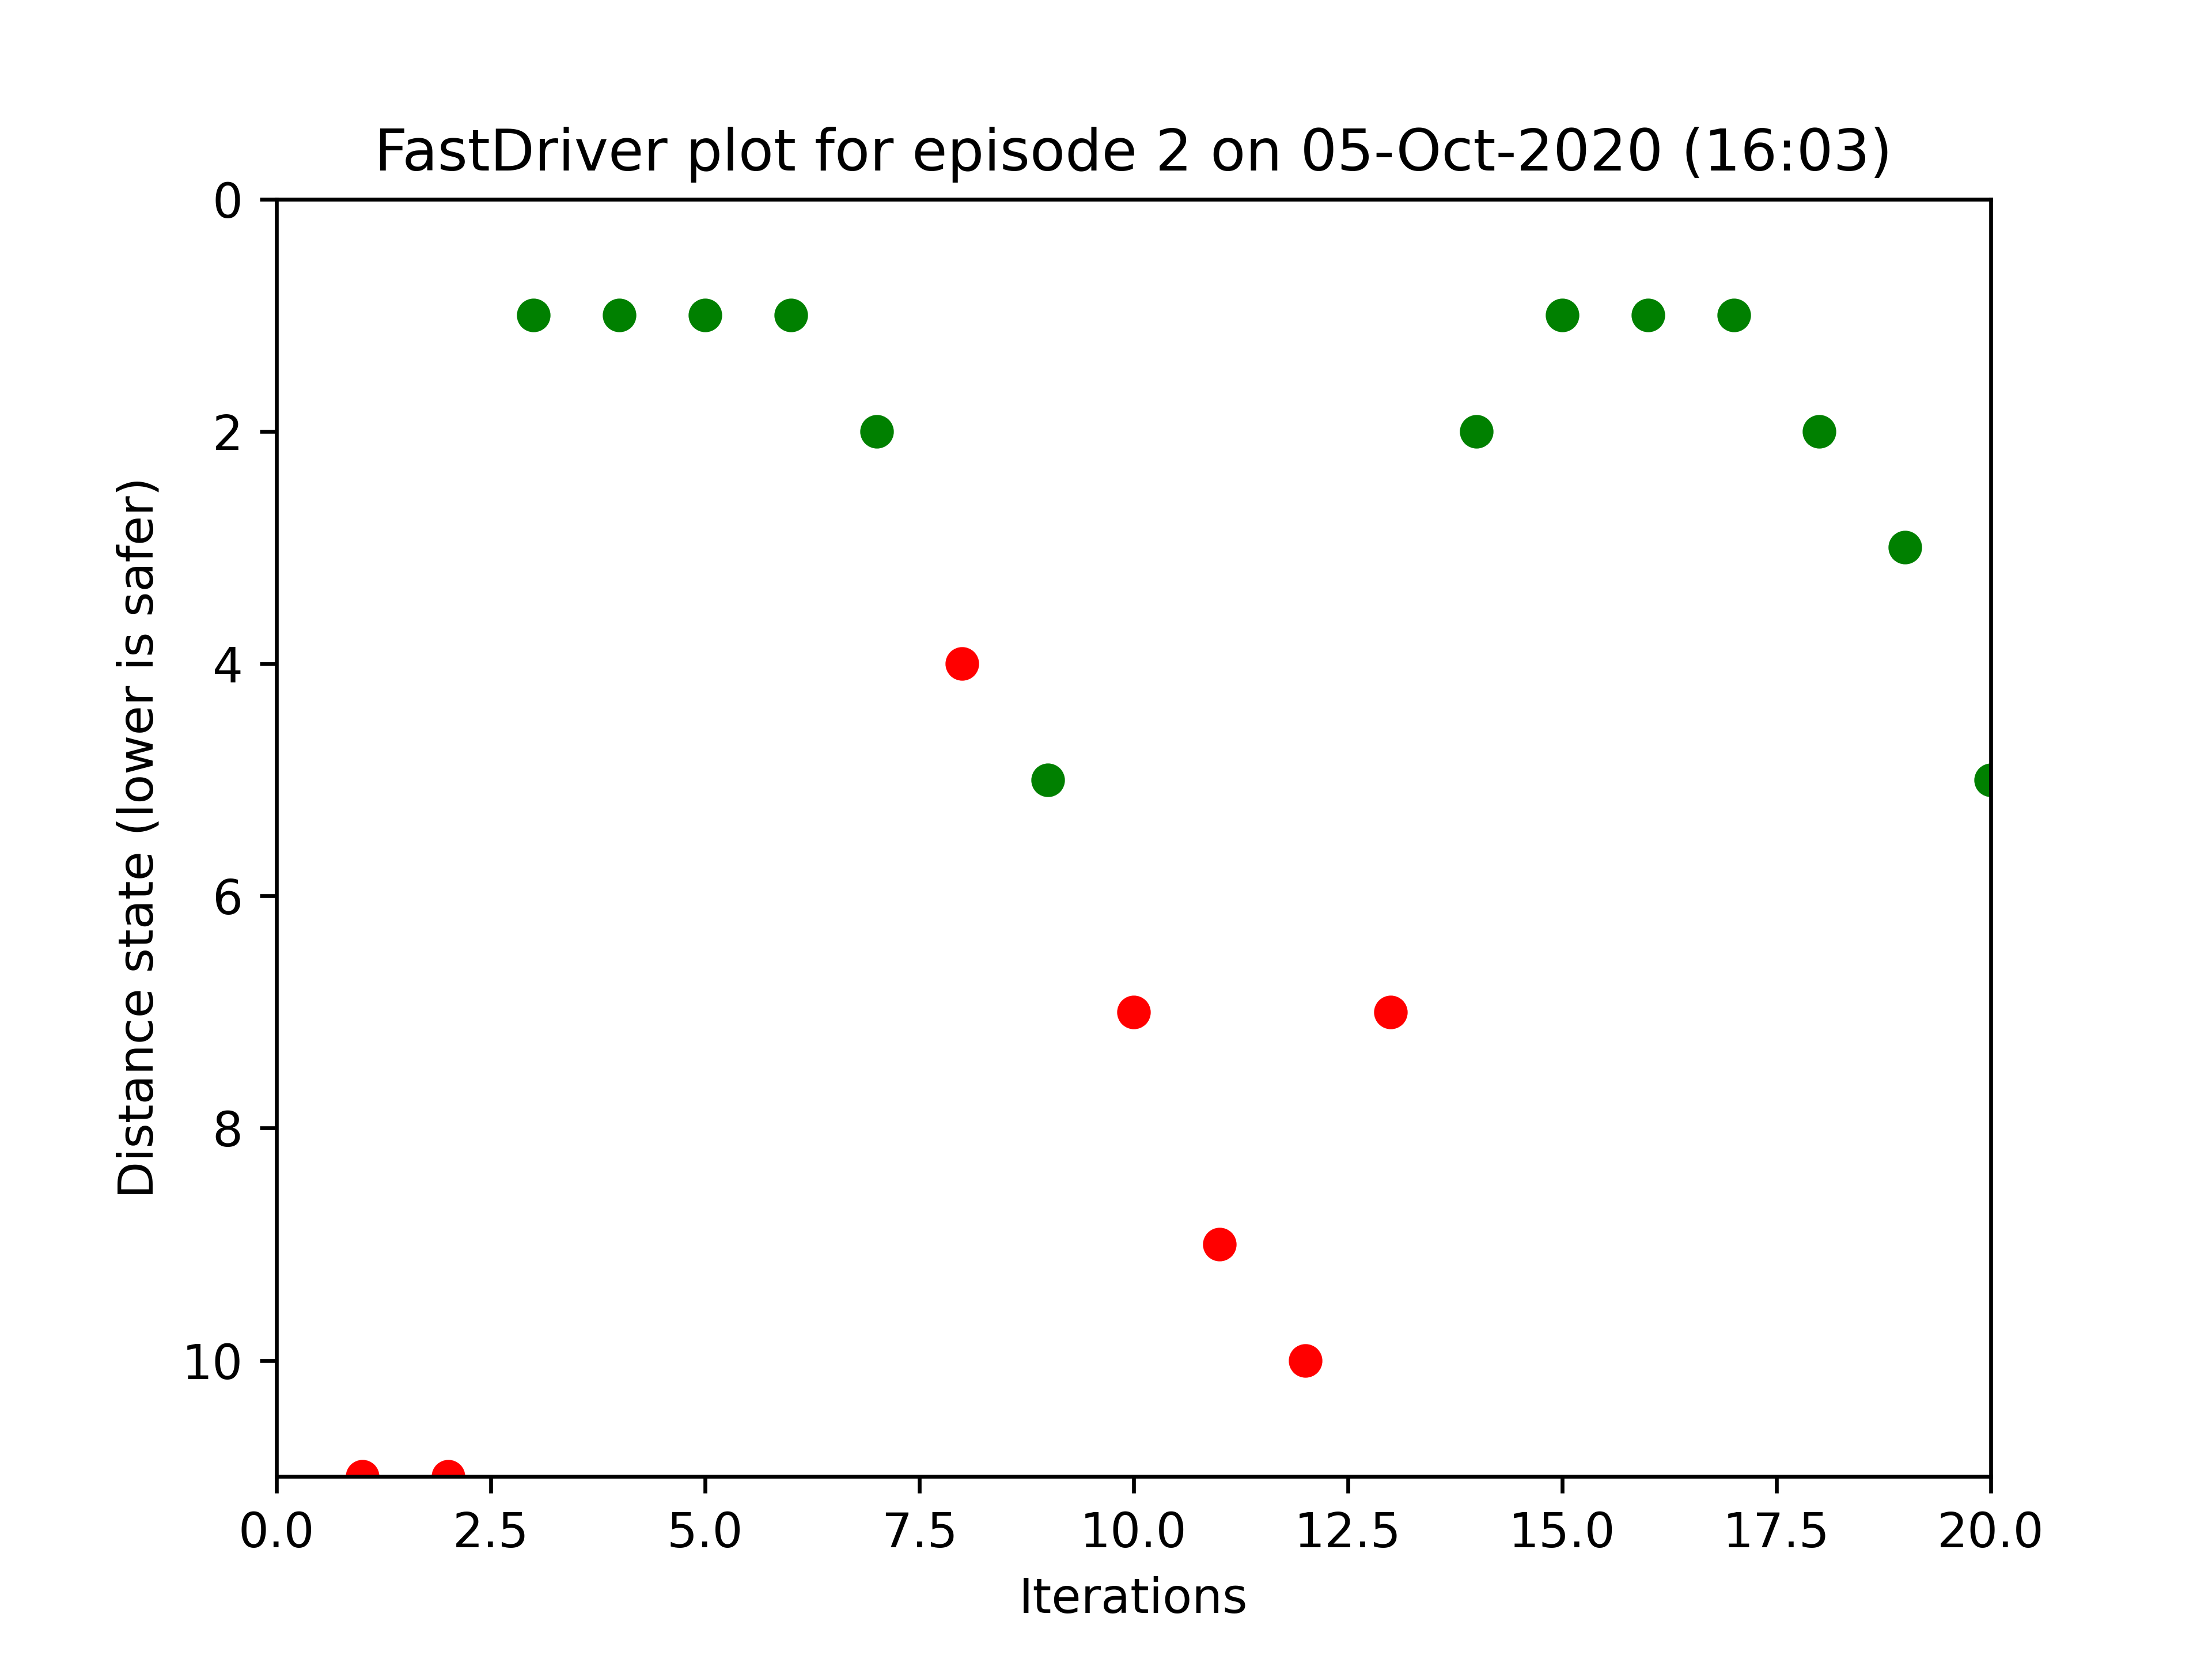 FastDriver plot for episode 2 on 05-Oct-2020 (16:03)
Distance state (lower is safer)
0
2
4
6
8
10
0.0 2.5 5.0 7.5 10.0 12.5 15.0 17.5 20.0
Iterations